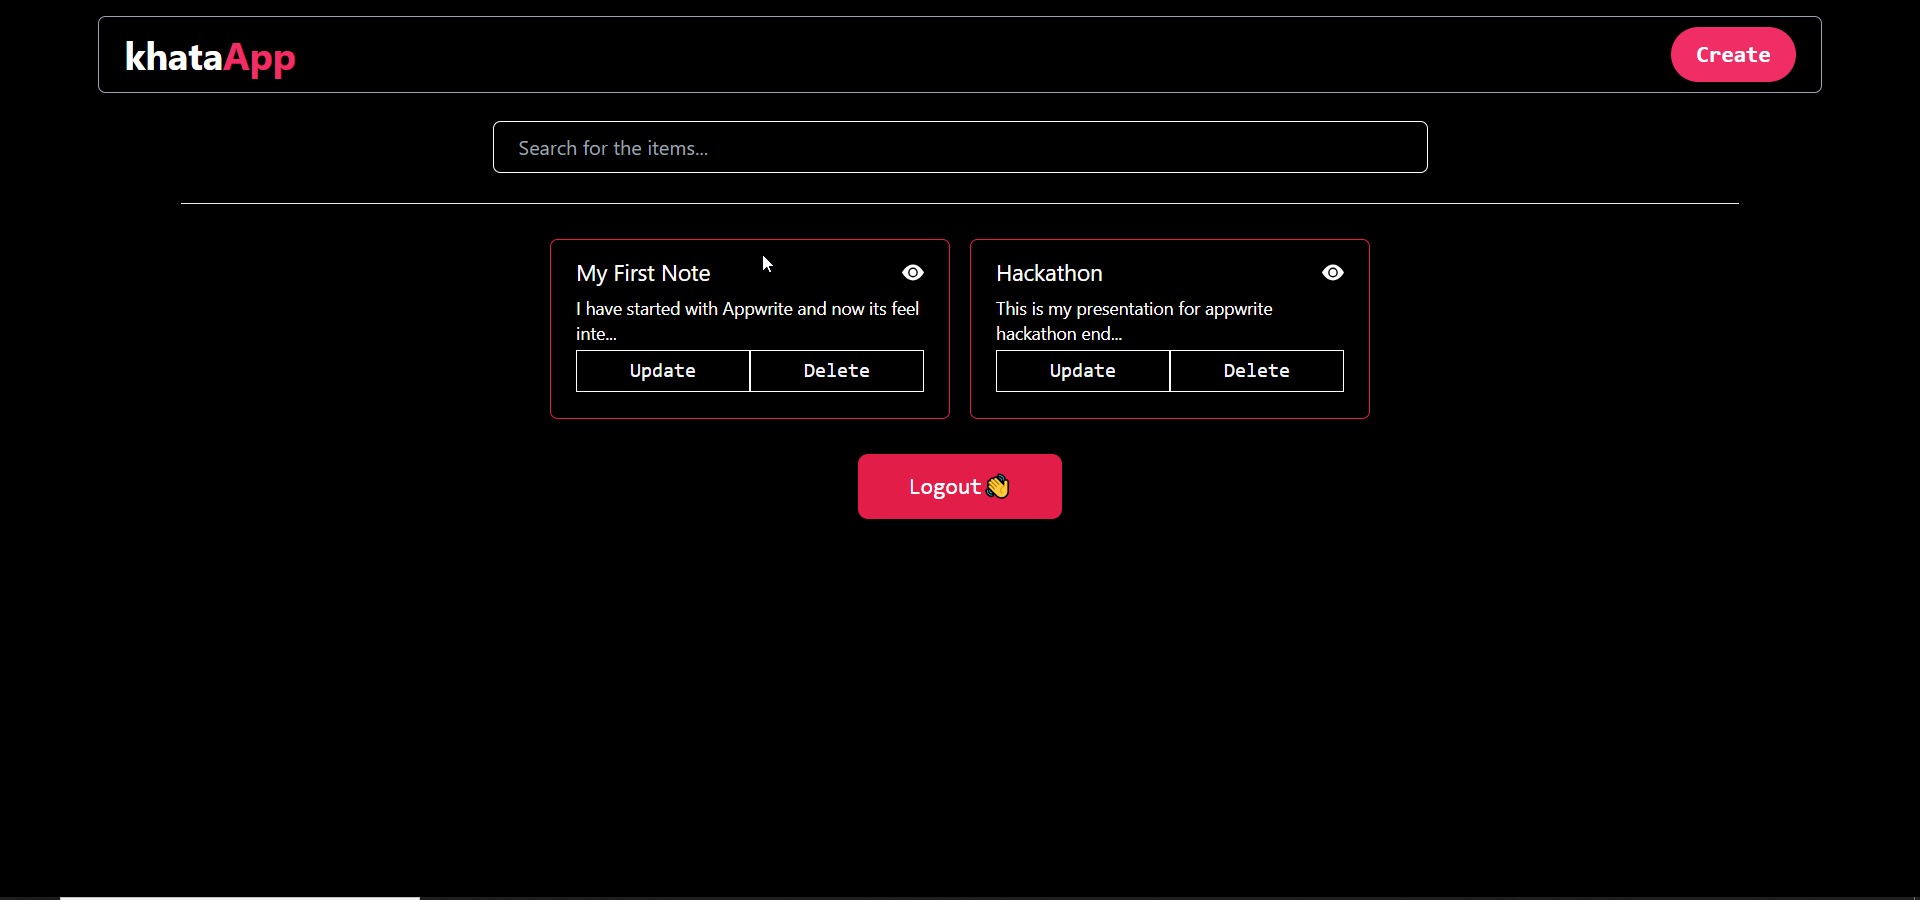 khataApp
Create
Search for the items...
My First Note
I have started with Appwrite and now its feel
inte...
Update
Delete
Hackathon
This is my presentation for appwrite
hackathon end...
Update
Delete
Logout👋